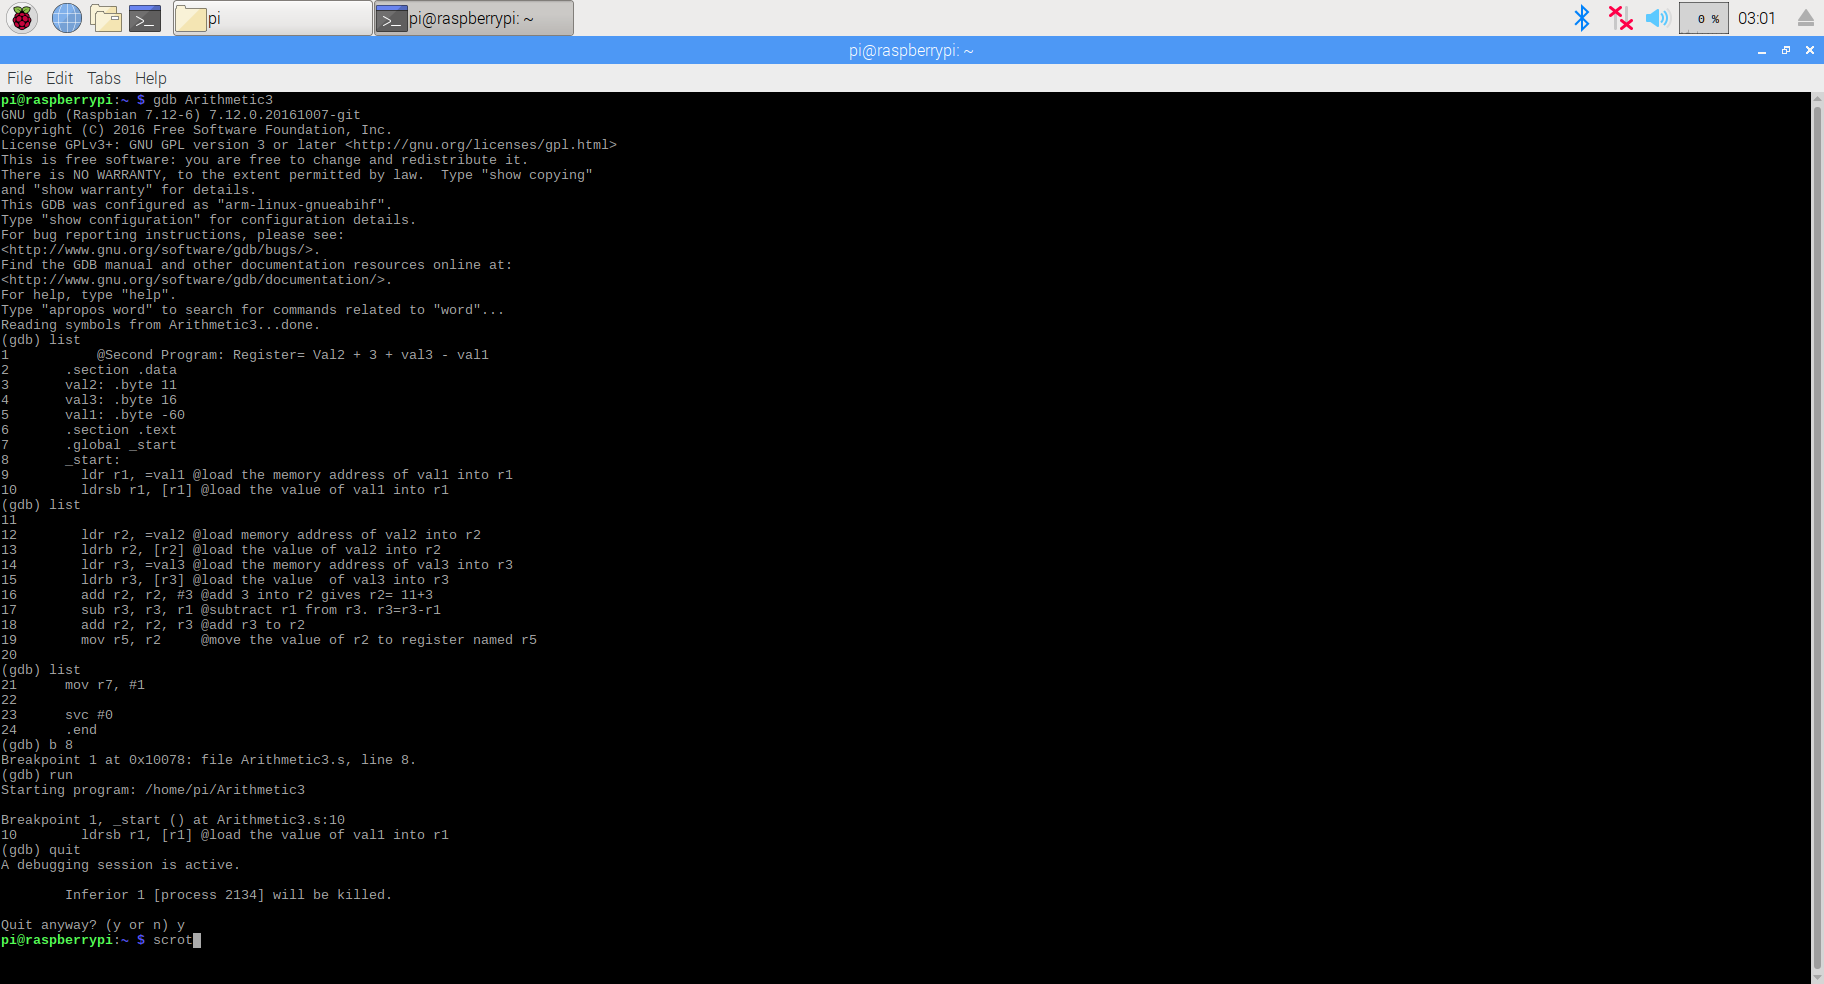 pi
pi@raspberrypi: ~
0 %
03:01
pi@raspberrypi: ~
File Edit Tabs Help
pi@raspberrypi:~ $ gdb Arithmetic3
GNU gdb (Raspbian 7.12-6) 7.12.0.20161007-git
Copyright (C) 2016 Free Software Foundation, Inc.
License GPLv3+: GNU GPL version 3 or later <http://gnu.org/licenses/gpl.html>
This is free software: you are free to change and redistribute it.
There is NO WARRANTY, to the extent permitted by law.  Type "show copying"
and "show warranty" for details.
This GDB was configured as "arm-linux-gnueabihf".
Type "show configuration" for configuration details.
For bug reporting instructions, please see:
<http://www.gnu.org/software/gdb/bugs/>.
Find the GDB manual and other documentation resources online at:
<http://www.gnu.org/software/gdb/documentation/>.
For help, type "help".
Type "apropos word" to search for commands related to "word"...
Reading symbols from Arithmetic3...done.
(gdb) list
1           @Second Program: Register= Val2 + 3 + val3 - val1
2       .section .data
3       val2: .byte 11
4       val3: .byte 16
5       val1: .byte -60
6       .section .text
7       .global _start
8       _start:
9         ldr r1, =val1 @load the memory address of val1 into r1
10        ldrsb r1, [r1] @load the value of val1 into r1
(gdb) list
11
12        ldr r2, =val2 @load memory address of val2 into r2
13        ldrb r2, [r2] @load the value of val2 into r2
14        ldr r3, =val3 @load the memory address of val3 into r3
15        ldrb r3, [r3] @load the value  of val3 into r3
16        add r2, r2, #3 @add 3 into r2 gives r2= 11+3
17        sub r3, r3, r1 @subtract r1 from r3. r3=r3-r1
18        add r2, r2, r3 @add r3 to r2
19        mov r5, r2     @move the value of r2 to register named r5
20
(gdb) list
21      mov r7, #1
22
23      svc #0
24      .end
(gdb) b 8
Breakpoint 1 at 0x10078: file Arithmetic3.s, line 8.
(gdb) run
Starting program: /home/pi/Arithmetic3
Breakpoint 1, _start () at Arithmetic3.s:10
10        ldrsb r1, [r1] @load the value of val1 into r1
(gdb) quit
A debugging session is active.
        Inferior 1 [process 2134] will be killed.
Quit anyway? (y or n) y
pi@raspberrypi:~ $ scrot